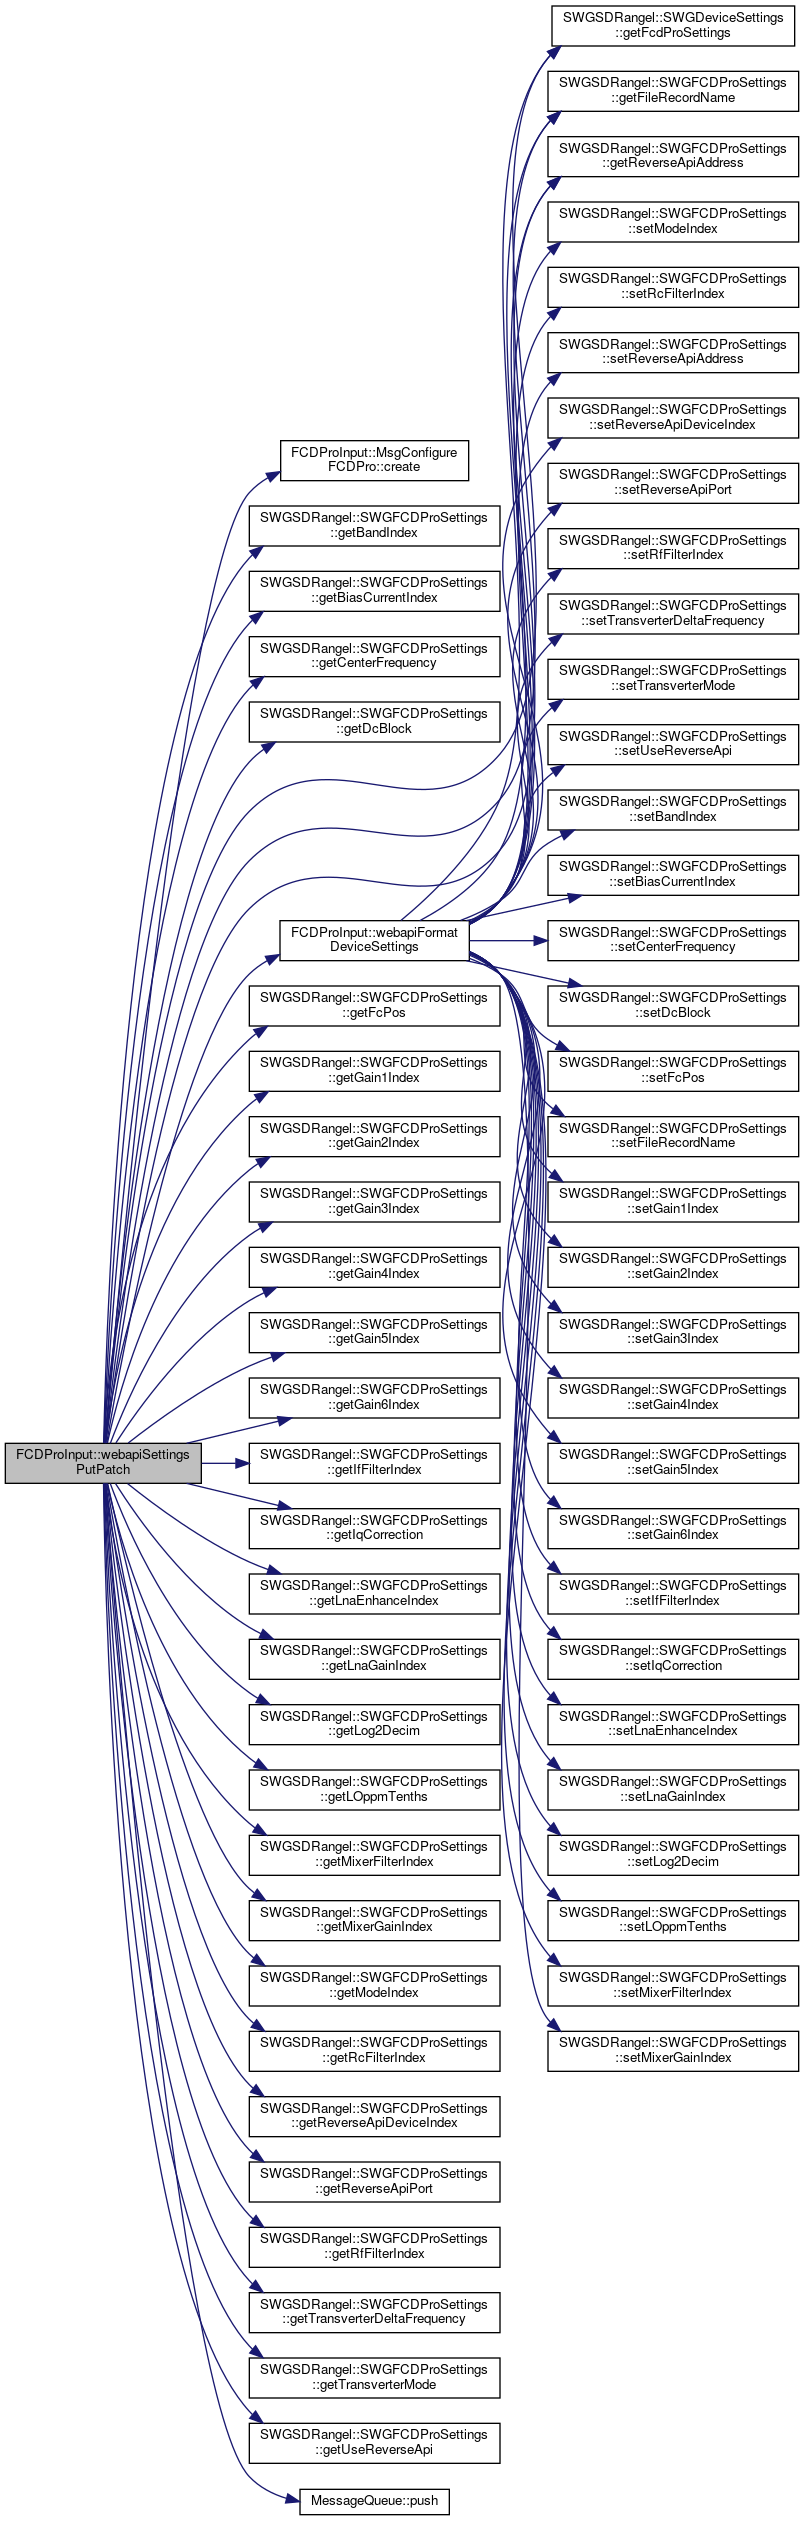 FCDProInput::webapiSettings
PutPatch
FCDProInput::MsgConfigure
FCDPro::create
SWGSDRangel::SWGFCDProSettings
::getBandIndex
SWGSDRangel::SWGFCDProSettings
::getBiasCurrentIndex
SWGSDRangel::SWGFCDProSettings
::getCenterFrequency
SWGSDRangel::SWGFCDProSettings
::getDcBlock
FCDProInput::webapiFormat
DeviceSettings
SWGSDRangel::SWGFCDProSettings
::getFcPos
SWGSDRangel::SWGFCDProSettings
::getGain1Index
SWGSDRangel::SWGFCDProSettings
::getGain2Index
SWGSDRangel::SWGFCDProSettings
::getGain3Index
SWGSDRangel::SWGFCDProSettings
::getGain4Index
SWGSDRangel::SWGFCDProSettings
::getGain5Index
SWGSDRangel::SWGFCDProSettings
::getGain6Index
SWGSDRangel::SWGFCDProSettings
::getIfFilterIndex
SWGSDRangel::SWGFCDProSettings
::getIqCorrection
SWGSDRangel::SWGFCDProSettings
::getLnaEnhanceIndex
SWGSDRangel::SWGFCDProSettings
::getLnaGainIndex
SWGSDRangel::SWGFCDProSettings
::getLog2Decim
SWGSDRangel::SWGFCDProSettings
::getLOppmTenths
SWGSDRangel::SWGFCDProSettings
::getMixerFilterIndex
SWGSDRangel::SWGFCDProSettings
::getMixerGainIndex
SWGSDRangel::SWGFCDProSettings
::getModeIndex
SWGSDRangel::SWGFCDProSettings
::getRcFilterIndex
SWGSDRangel::SWGFCDProSettings
::getReverseApiDeviceIndex
SWGSDRangel::SWGFCDProSettings
::getReverseApiPort
SWGSDRangel::SWGFCDProSettings
::getRfFilterIndex
SWGSDRangel::SWGFCDProSettings
::getTransverterDeltaFrequency
SWGSDRangel::SWGFCDProSettings
::getTransverterMode
SWGSDRangel::SWGFCDProSettings
::getUseReverseApi
MessageQueue::push
SWGSDRangel::SWGDeviceSettings
::getFcdProSettings
SWGSDRangel::SWGFCDProSettings
::getFileRecordName
SWGSDRangel::SWGFCDProSettings
::getReverseApiAddress
SWGSDRangel::SWGFCDProSettings
::setModeIndex
SWGSDRangel::SWGFCDProSettings
::setRcFilterIndex
SWGSDRangel::SWGFCDProSettings
::setReverseApiAddress
SWGSDRangel::SWGFCDProSettings
::setReverseApiDeviceIndex
SWGSDRangel::SWGFCDProSettings
::setReverseApiPort
SWGSDRangel::SWGFCDProSettings
::setRfFilterIndex
SWGSDRangel::SWGFCDProSettings
::setTransverterDeltaFrequency
SWGSDRangel::SWGFCDProSettings
::setTransverterMode
SWGSDRangel::SWGFCDProSettings
::setUseReverseApi
SWGSDRangel::SWGFCDProSettings
::setBandIndex
SWGSDRangel::SWGFCDProSettings
::setBiasCurrentIndex
SWGSDRangel::SWGFCDProSettings
::setCenterFrequency
SWGSDRangel::SWGFCDProSettings
::setDcBlock
SWGSDRangel::SWGFCDProSettings
::setFcPos
SWGSDRangel::SWGFCDProSettings
::setFileRecordName
SWGSDRangel::SWGFCDProSettings
::setGain1Index
SWGSDRangel::SWGFCDProSettings
::setGain2Index
SWGSDRangel::SWGFCDProSettings
::setGain3Index
SWGSDRangel::SWGFCDProSettings
::setGain4Index
SWGSDRangel::SWGFCDProSettings
::setGain5Index
SWGSDRangel::SWGFCDProSettings
::setGain6Index
SWGSDRangel::SWGFCDProSettings
::setIfFilterIndex
SWGSDRangel::SWGFCDProSettings
::setIqCorrection
SWGSDRangel::SWGFCDProSettings
::setLnaEnhanceIndex
SWGSDRangel::SWGFCDProSettings
::setLnaGainIndex
SWGSDRangel::SWGFCDProSettings
::setLog2Decim
SWGSDRangel::SWGFCDProSettings
::setLOppmTenths
SWGSDRangel::SWGFCDProSettings
::setMixerFilterIndex
SWGSDRangel::SWGFCDProSettings
::setMixerGainIndex